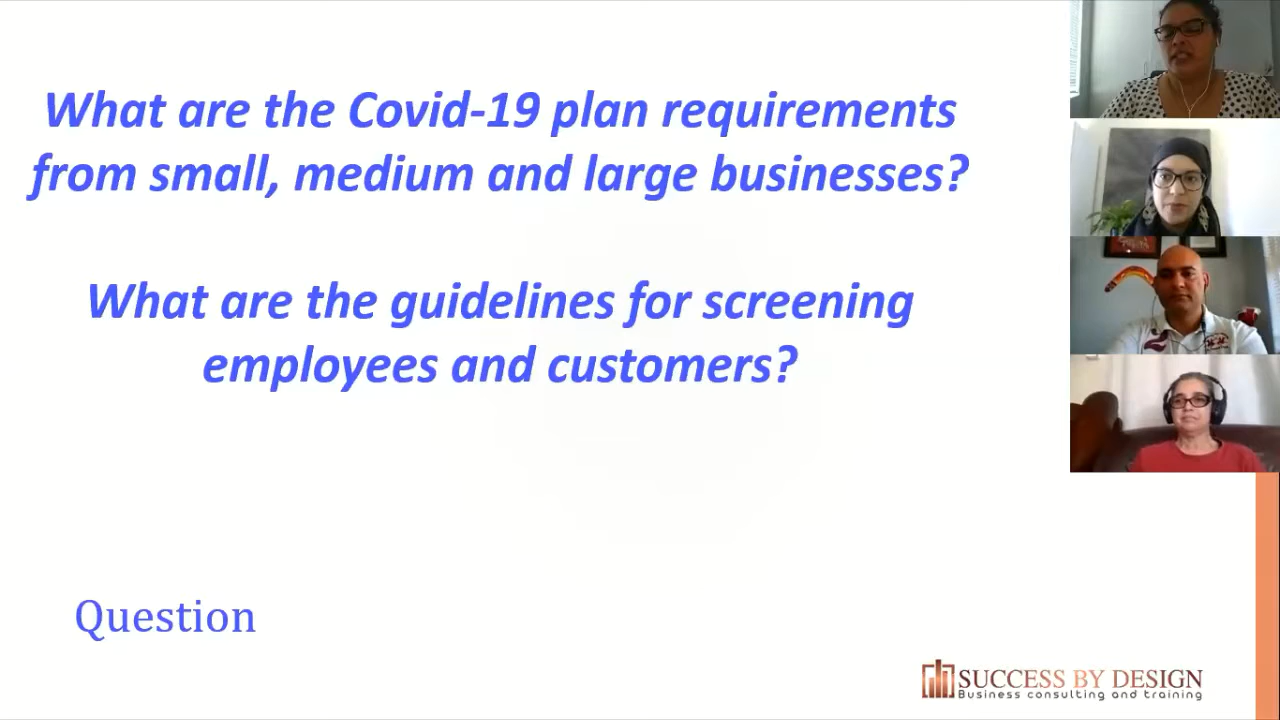 What are the Covid-19 plan requirements
from small, medium and large businesses?
What are the guidelines for screening
employees and customers?
Question
SUCCESS BY DESIGN
Business consulting and training